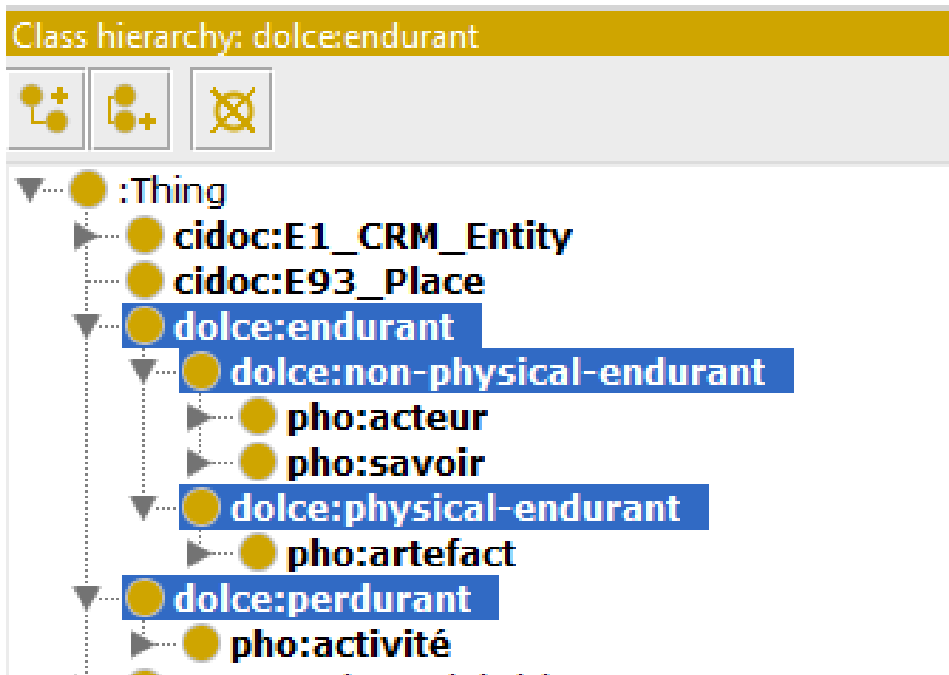 Class hierarchy: dolce:endurant
:Thing
cidoc:E1_CRM_Entity
cidoc:E93_Place
dolce:endurant
dolce:non-physical-endurant
pho:acteur
pho:savoir
dolce:physical-endurant
pho:artefact
dolce:perdurant
pho:activité